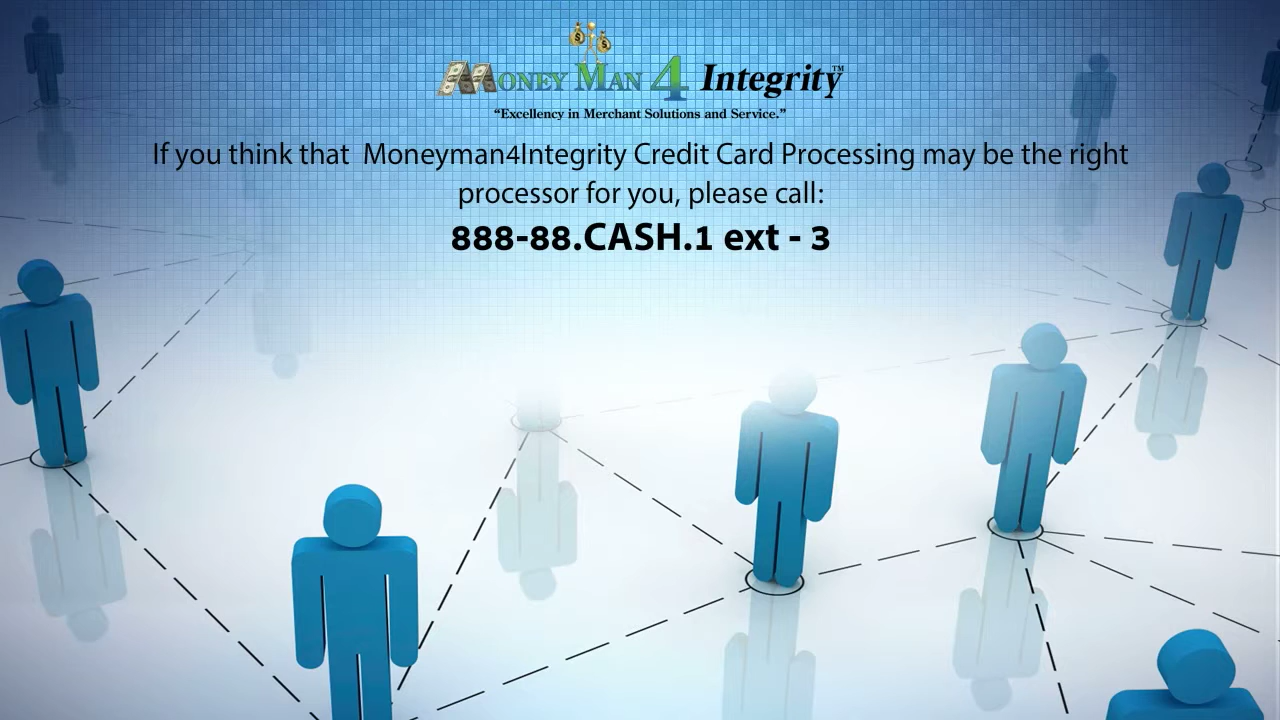 Money Man 4 Integrity™
“Excellency in Merchant Solutions and Service.”
If you think that  Moneyman4Integrity Credit Card Processing may be the right
processor for you, please call:
888-88.CASH.1 ext - 3